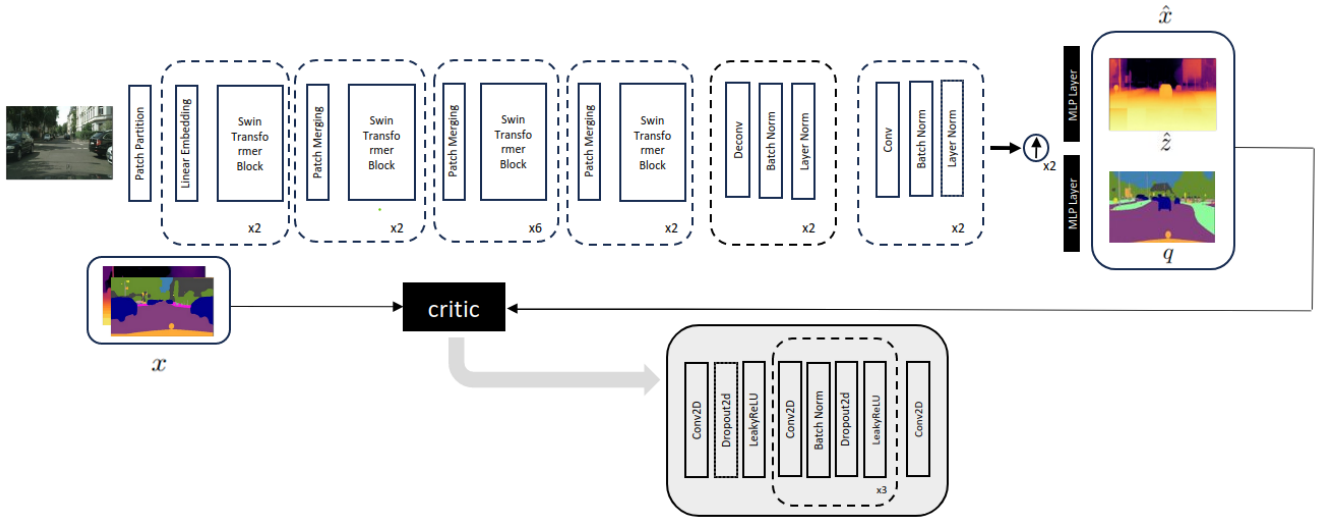 x̂
Patch Partition
Linear Embedding
Swin
Transfo
rmer
Block
x2
Patch Merging
Swin
Transfo
rmer
Block
x2
Patch Merging
Swin
Transfo
rmer
Block
x6
Patch Merging
Swin
Transfo
rmer
Block
x2
Deconv
Batch Norm
Layer Norm
x2
Conv
Batch Norm
Layer Norm
x2
x2
MLP Layer
MLP Layer
ẑ
q
x
critic
Conv2D
Dropout2d
LeakyReLU
Conv2D
Batch Norm
Dropout2d
LeakyReLU
x3
Conv2D